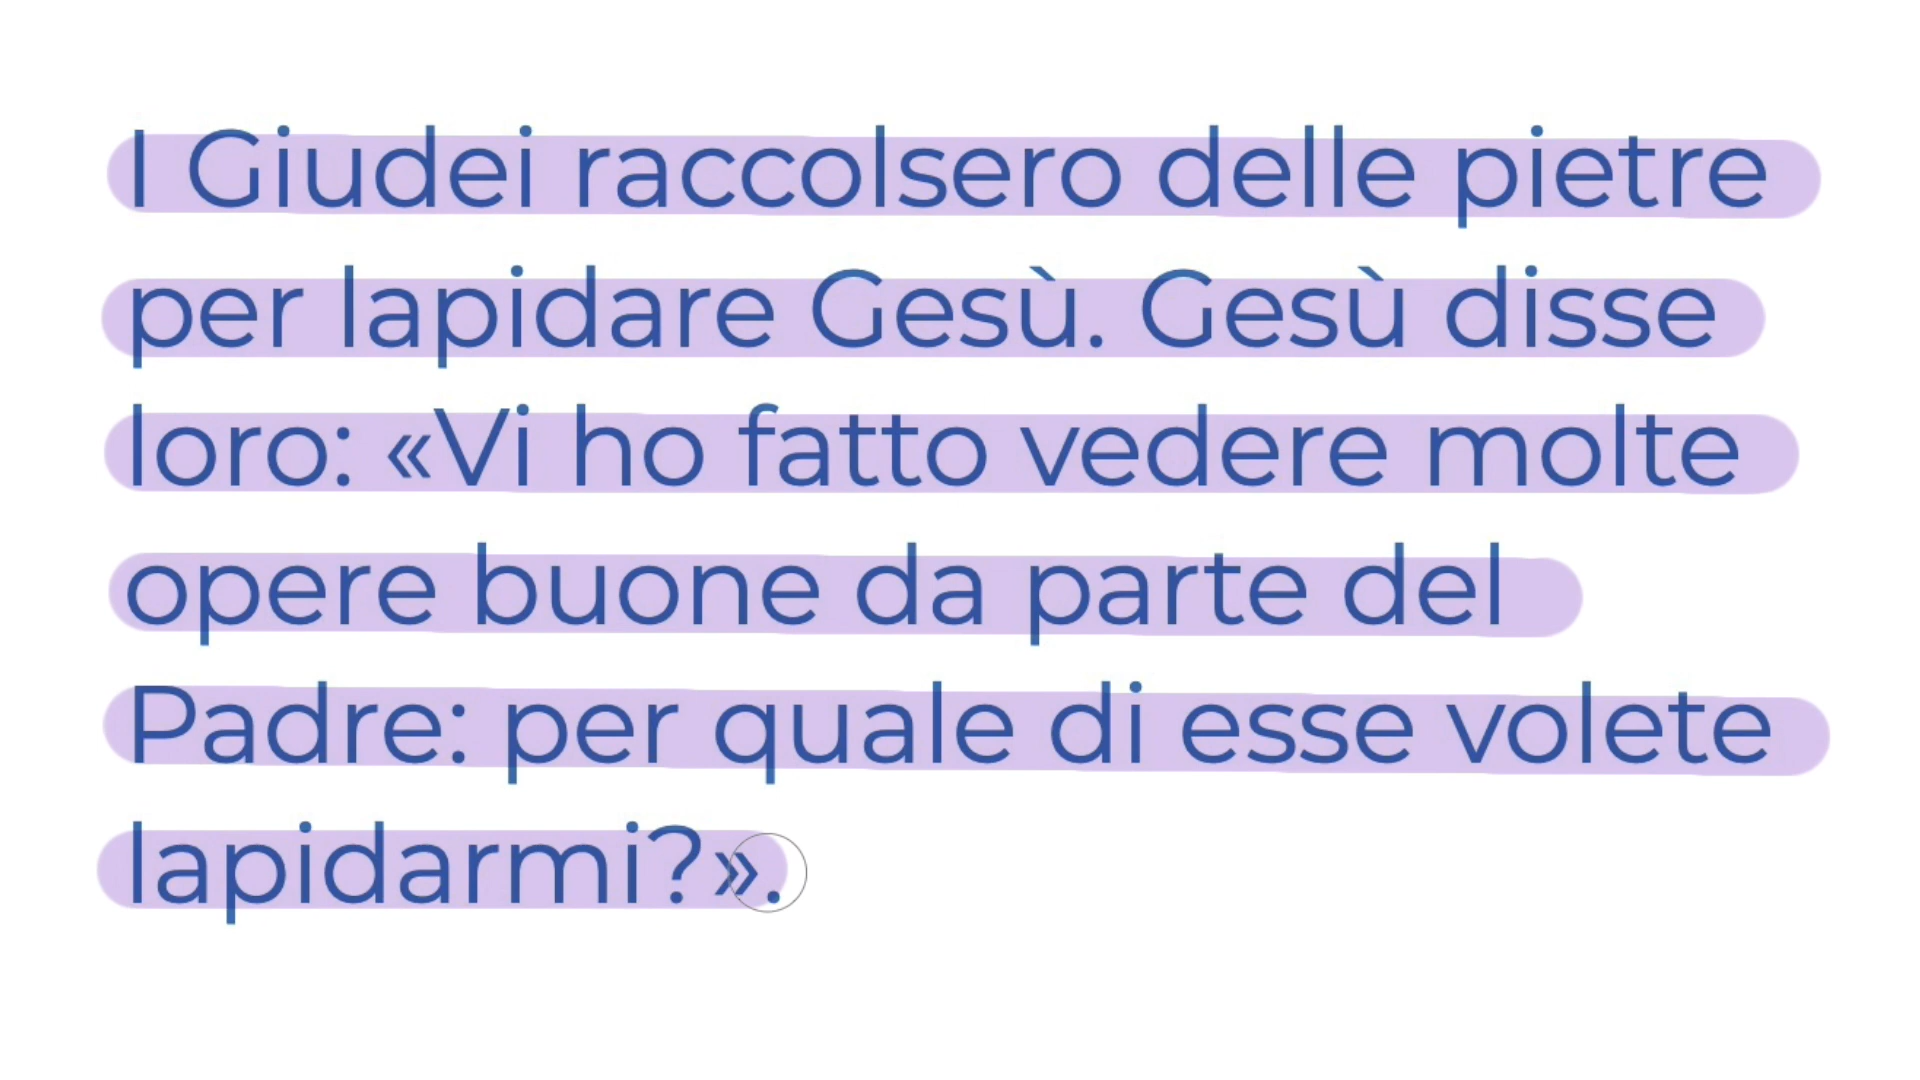 I Giudei raccolsero delle pietre
per lapidare Gesù. Gesù disse
loro: «Vi ho fatto vedere molte
opere buone da parte del
Padre: per quale di esse volete
lapidarmi?».